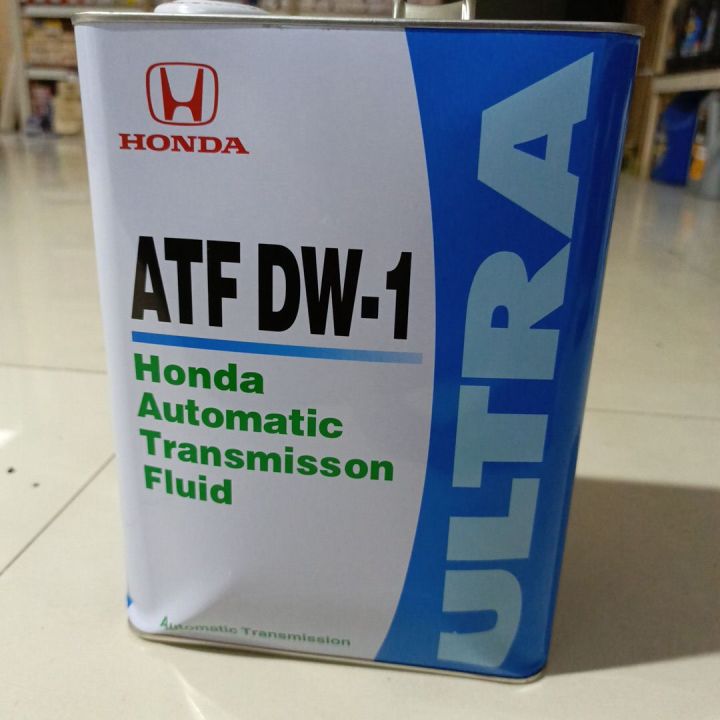 HONDA
ATF DW-1
Honda
Automatic
Transmisson
Fluid
Automatic Transmission
ULTRA